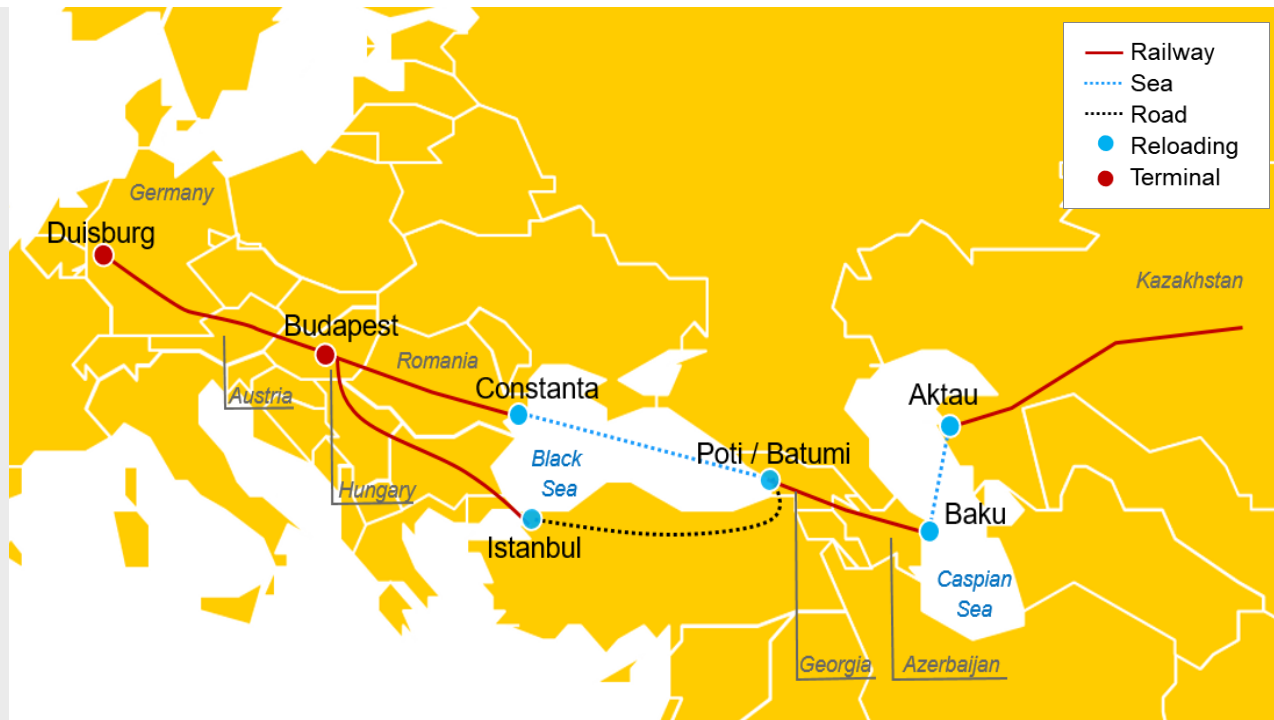 Railway
Sea
Road
Reloading
Terminal
Germany
Duisburg
Kazakhstan
Budapest
Romania
Constanta
Austria
Aktau
Poti / Batumi
Black
Sea
Hungary
Baku
Istanbul
Caspian
Sea
Georgia
Azerbaijan